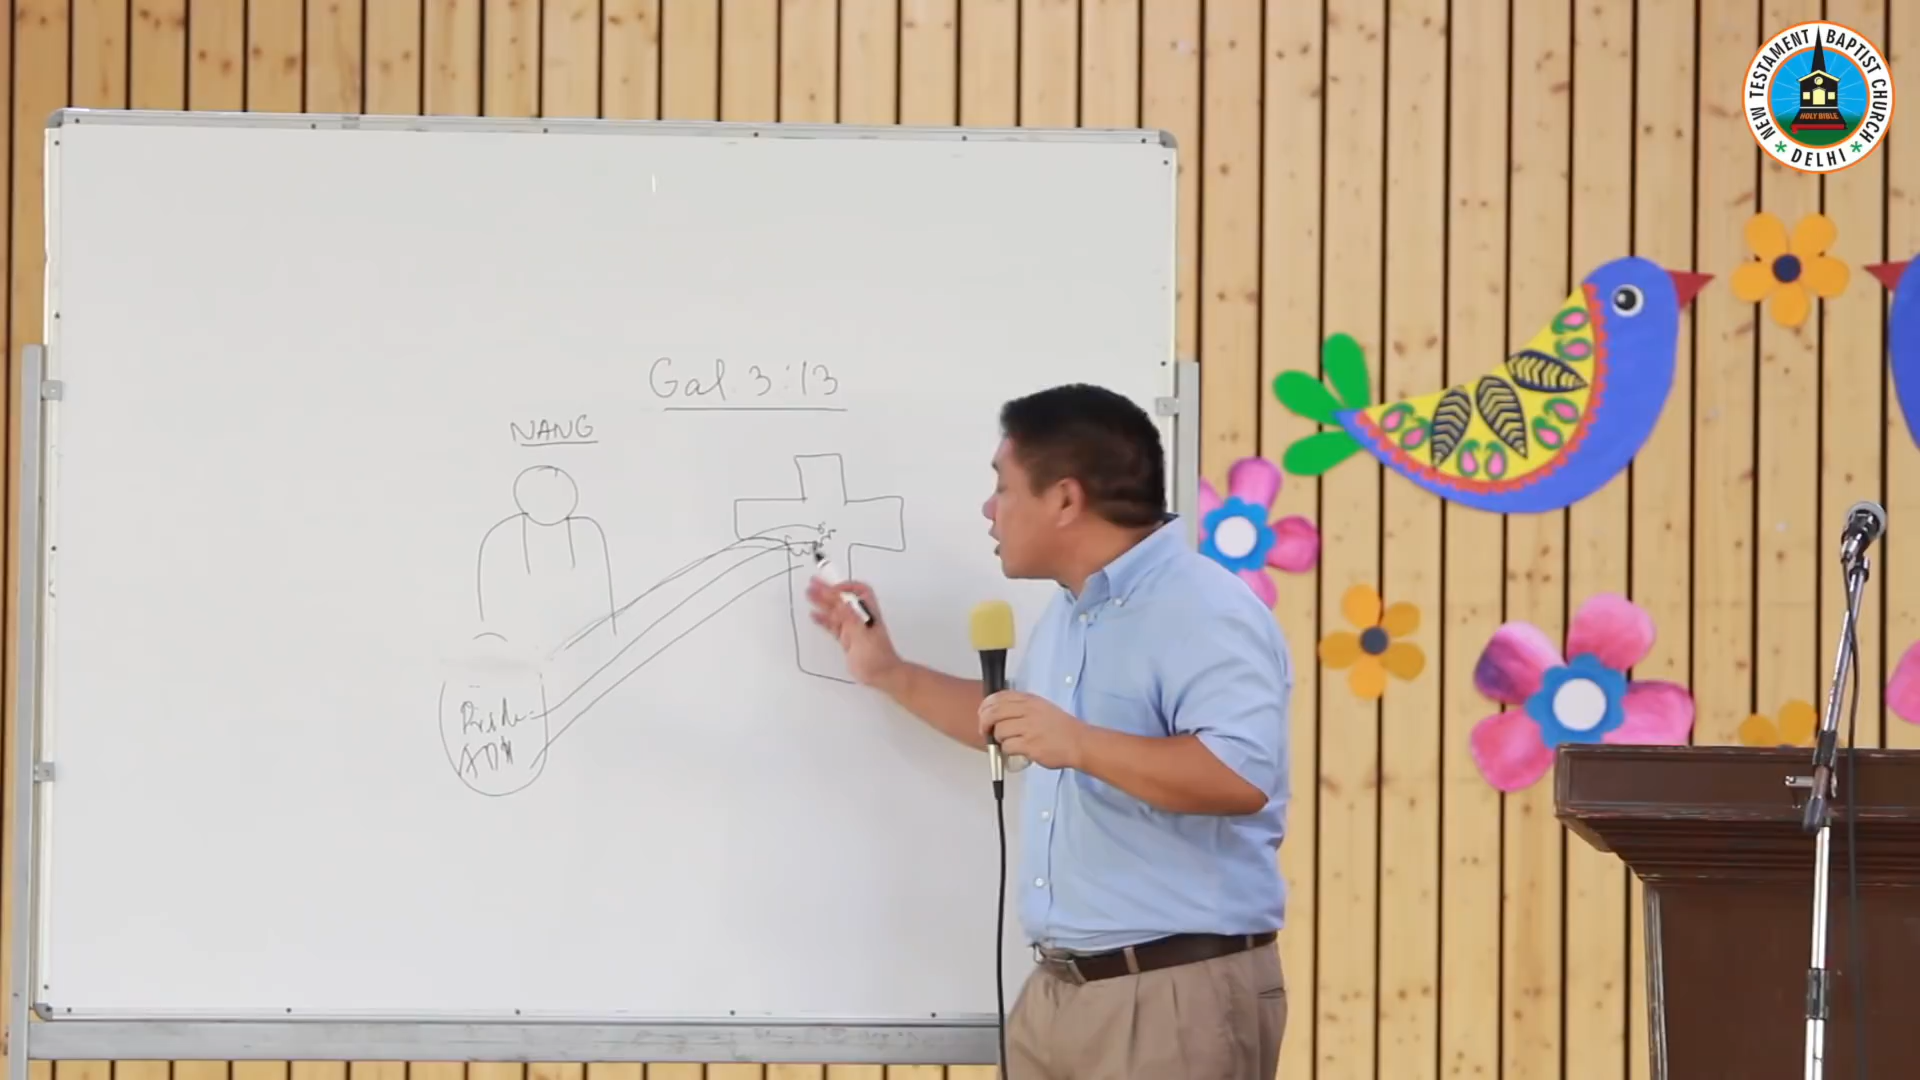 Gal. 3:13
NANG
NEW TESTAMENT BAPTIST CHURCH
HOLY BIBLE
* DELHI *